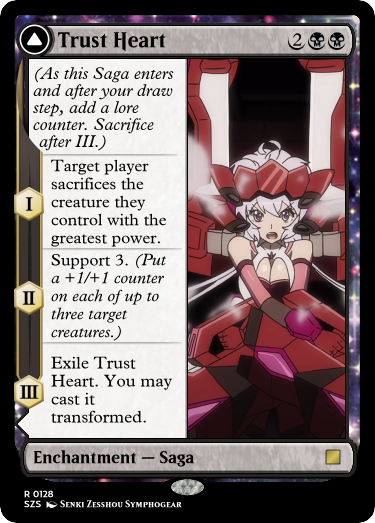 Trust Heart 2
(As this Saga enters
and after your draw
step, add a lore
counter. Sacrifice
after III.)
I
Target player
sacrifices the
creature they
control with the
greatest power.
II
Support 3. (Put
a +1/+1 counter
on each of up to
three target
creatures.)
III
Exile Trust
Heart. You may
cast it
transformed.
Enchantment — Saga
R 0128
SZS Senki Zesshou Symphogear